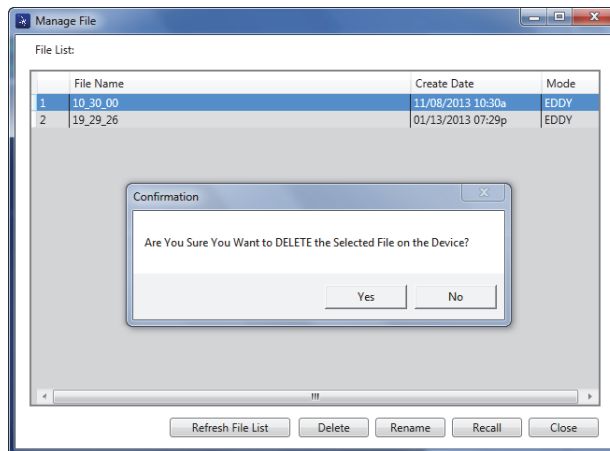 Manage File
File List:
File Name Create Date Mode
1 10_30_00 11/08/2013 10:30a EDDY
2 19_29_26 01/13/2013 07:29p EDDY
Confirmation
Are You Sure You Want to DELETE the Selected File on the Device?
Yes No
Refresh File List Delete Rename Recall Close